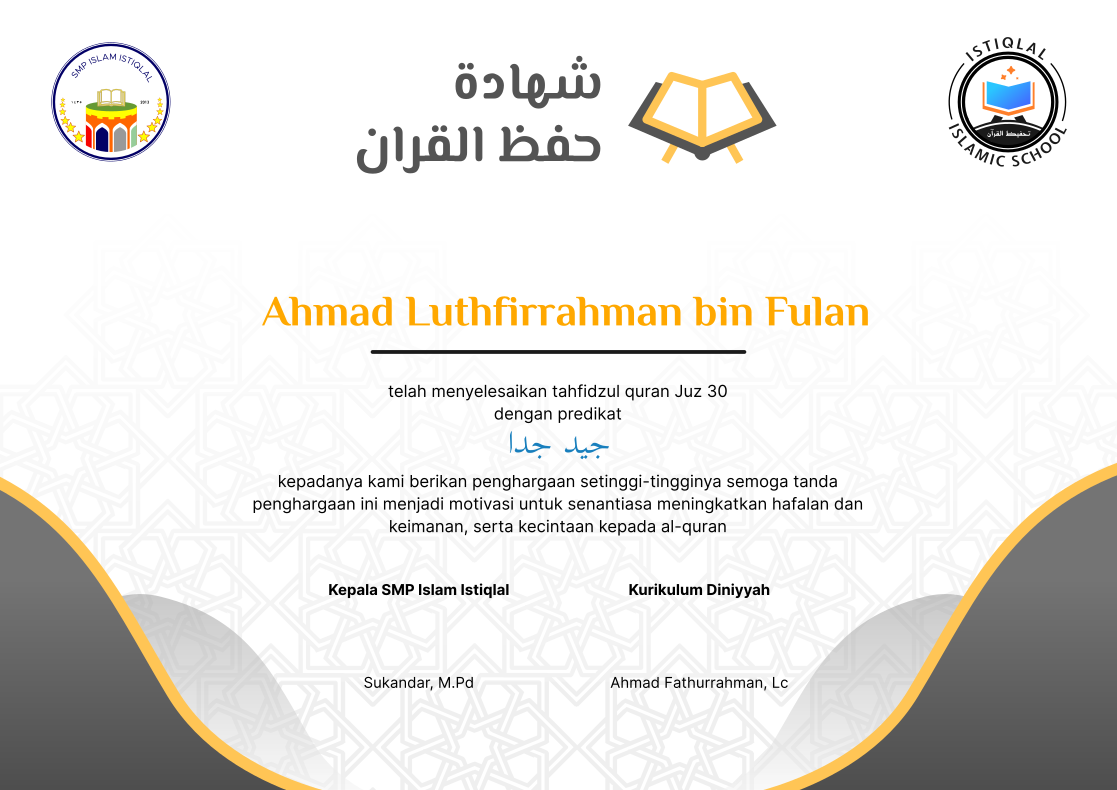 SMP ISLAM ISTIQLAL
2013
شهادة
حفظ القران
ISTIQLAL
تحفيظ القرآن
ISLAMIC SCHOOL
Ahmad Luthfirrahman bin Fulan
telah menyelesaikan tahfidzul quran Juz 30
dengan predikat
جيد جدا
kepadanya kami berikan penghargaan setinggi-tingginya semoga tanda
penghargaan ini menjadi motivasi untuk senantiasa meningkatkan hafalan dan
keimanan, serta kecintaan kepada al-quran
Kepala SMP Islam Istiqlal
Kurikulum Diniyyah
Sukandar, M.Pd
Ahmad Fathurrahman, Lc